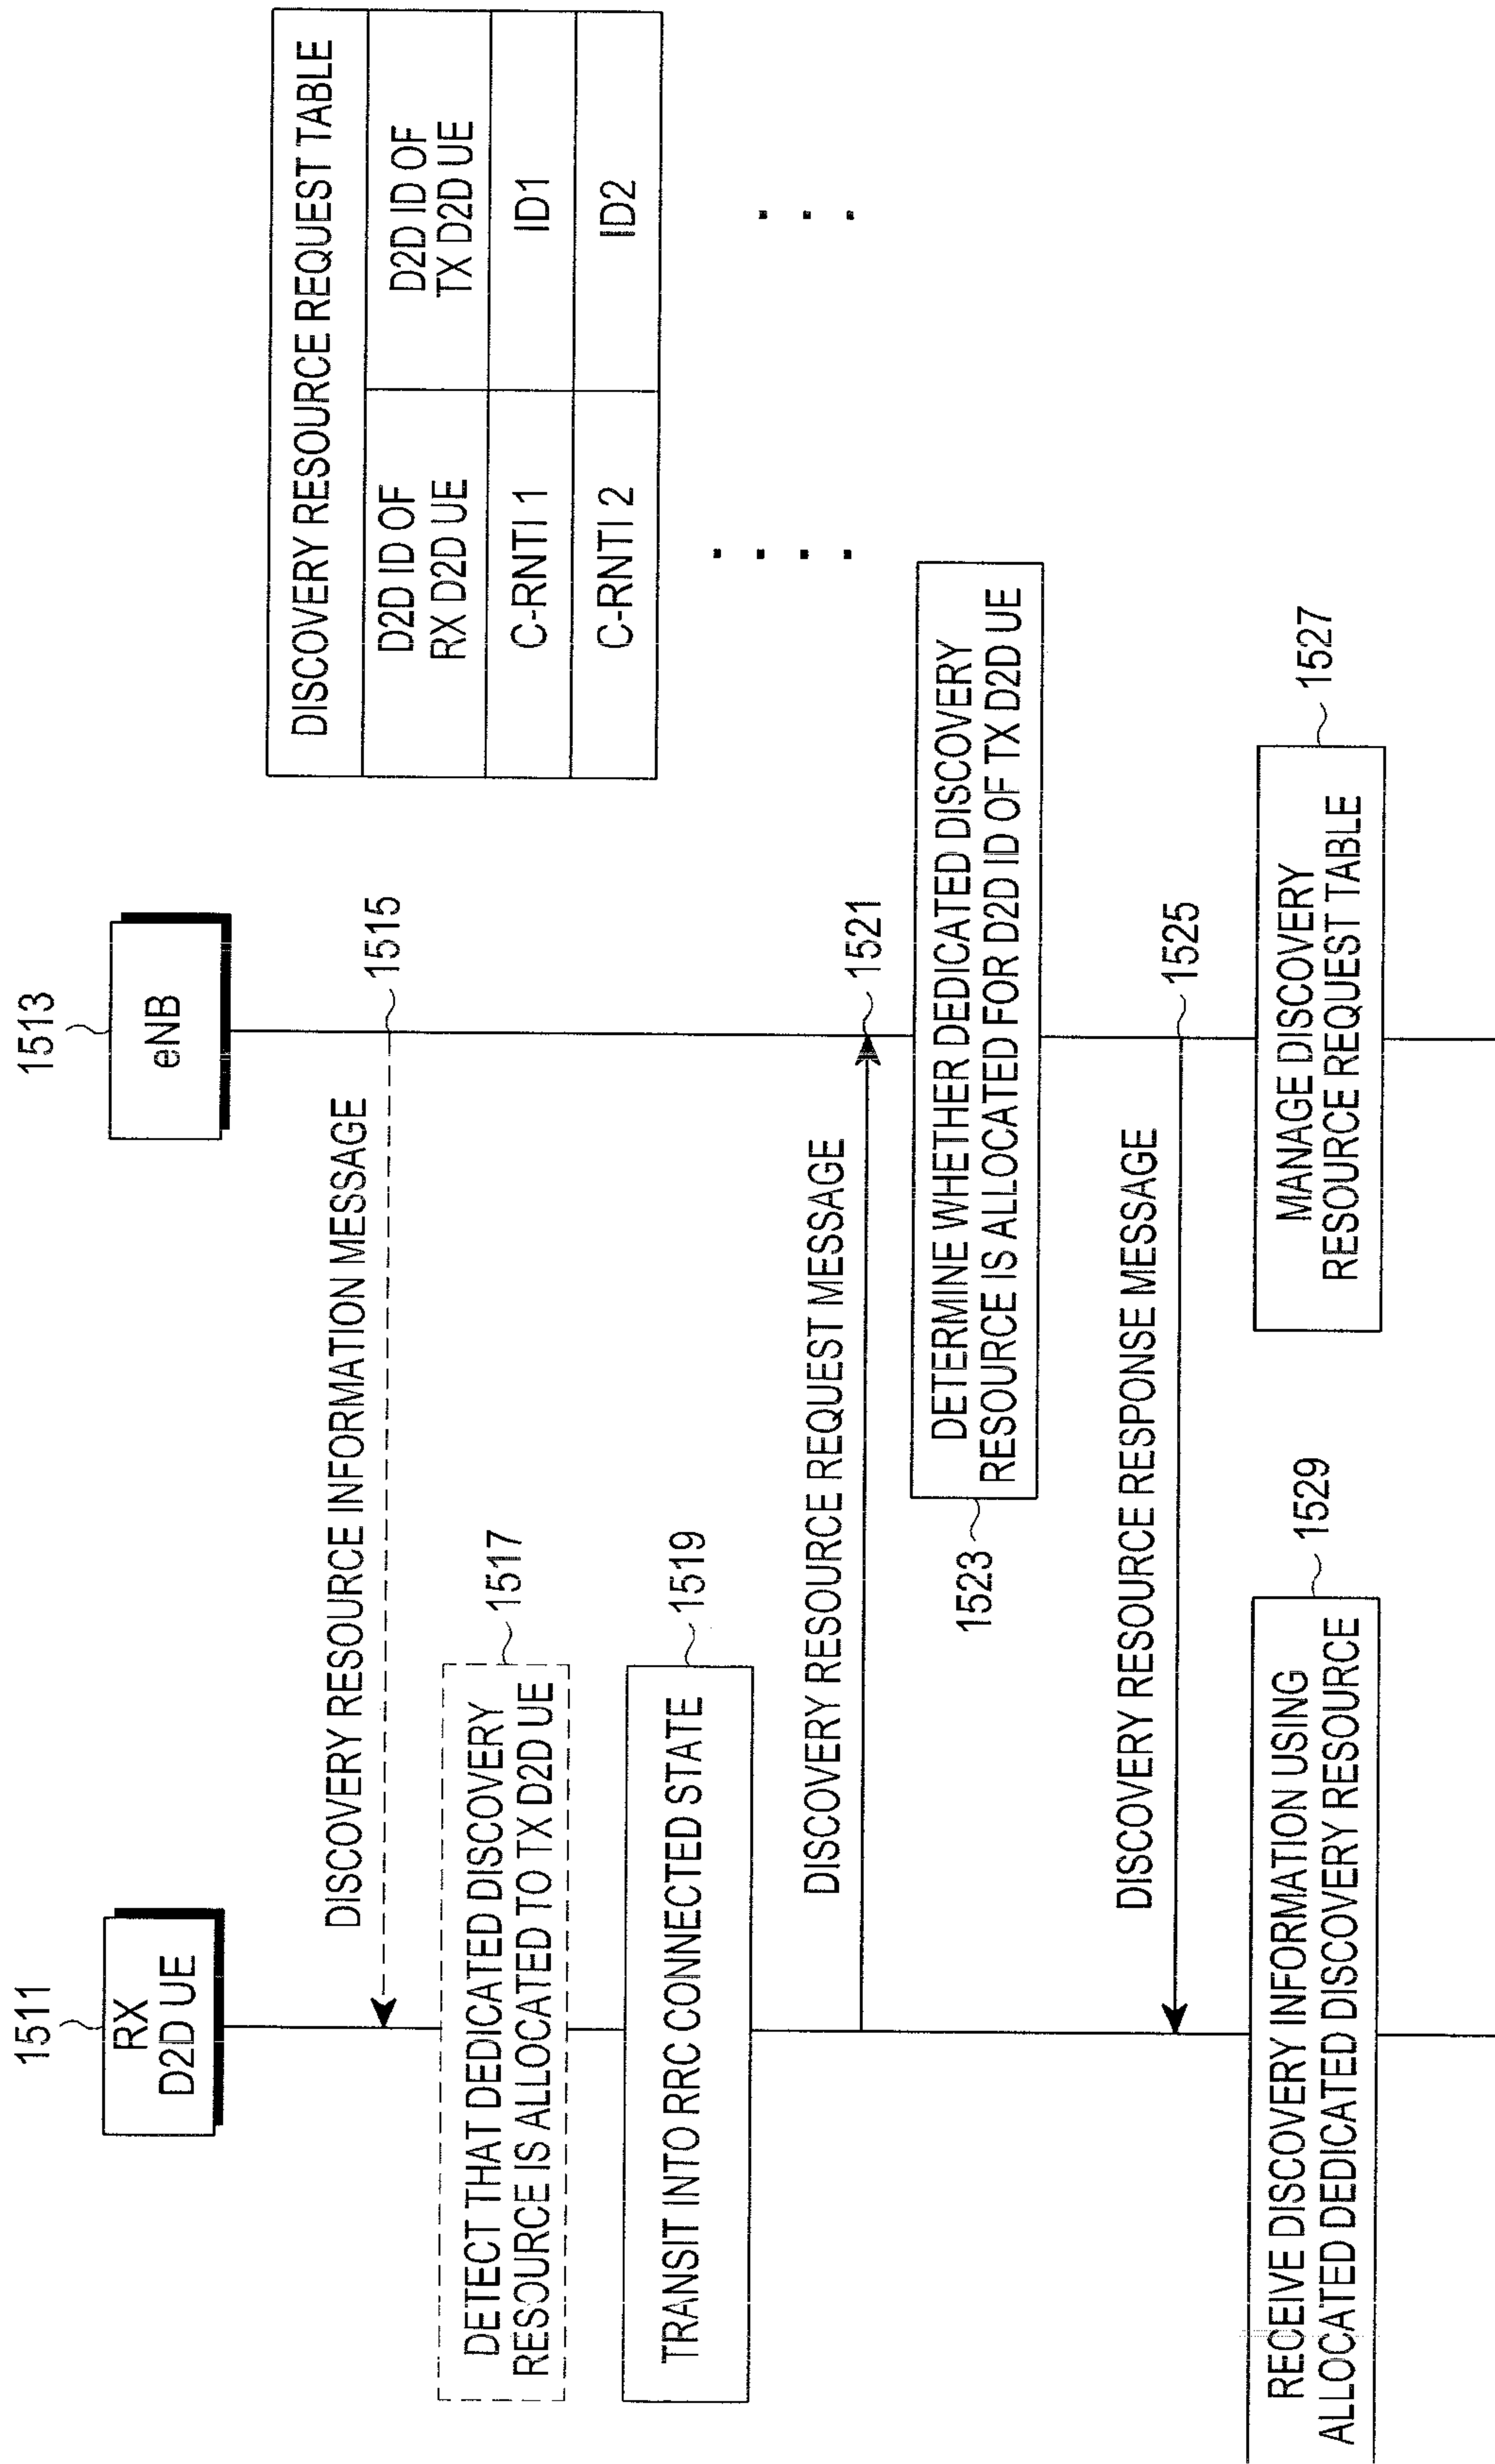 1511
RX
D2D UE
1513
eNB
DISCOVERY RESOURCE REQUEST TABLE
D2D ID OF
RX D2D UE
D2D ID OF
TX D2D UE
C-RNTI 1
ID1
C-RNTI 2
ID2
. . . .
. . .
DISCOVERY RESOURCE INFORMATION MESSAGE
1515
DETECT THAT DEDICATED DISCOVERY
RESOURCE IS ALLOCATED TO TX D2D UE
1517
TRANSIT INTO RRC CONNECTED STATE
1519
DISCOVERY RESOURCE REQUEST MESSAGE
1521
DETERMINE WHETHER DEDICATED DISCOVERY
RESOURCE IS ALLOCATED FOR D2D ID OF TX D2D UE
1523
DISCOVERY RESOURCE RESPONSE MESSAGE
1525
MANAGE DISCOVERY
RESOURCE REQUEST TABLE
1527
RECEIVE DISCOVERY INFORMATION USING
ALLOCATED DEDICATED DISCOVERY RESOURCE
1529